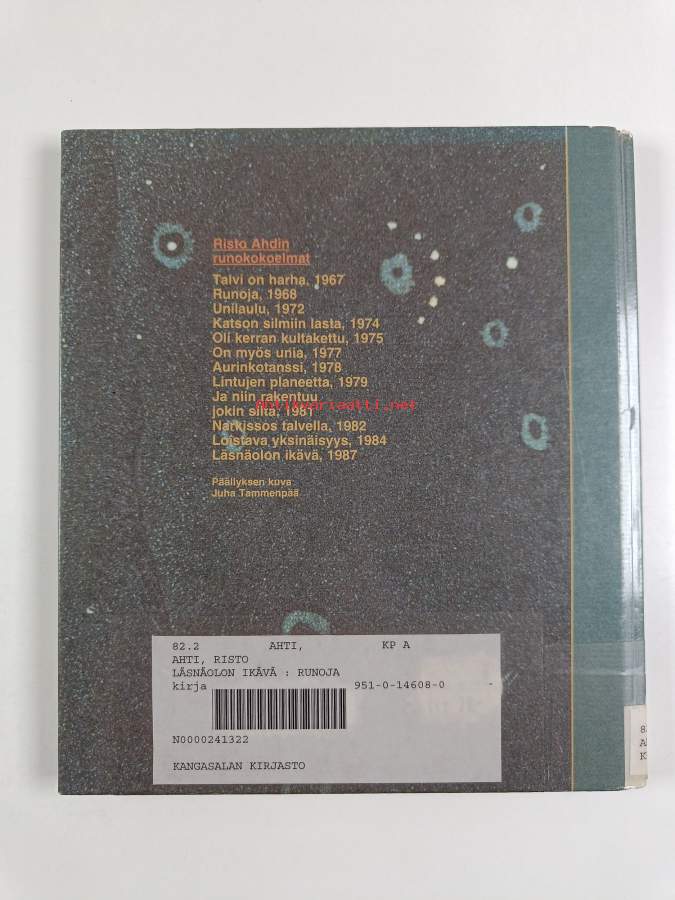 Risto Ahdin
runokokoelmat
Talvi on harha, 1967
Runoja, 1968
Unilaulu, 1972
Katson silmiin lasta, 1974
Oli kerran kultakettu, 1975
On myös unia, 1977
Aurinkotanssi, 1978
Lintujen planeetta, 1979
Ja niin rakentuu
Antikvariaatti.net
jokin silta, 1981
Narkissos talvella, 1982
Loistava yksinäisyys, 1984
Läsnäolon ikävä, 1987
Päällyksen kuva
Juha Tammenpää
82.2 AHTI, KP A
AHTI, RISTO
LÄSNÄOLON IKÄVÄ : RUNOJA
kirja 951-0-14608-0 -
N0000241322
KANGASALAN KIRJASTO